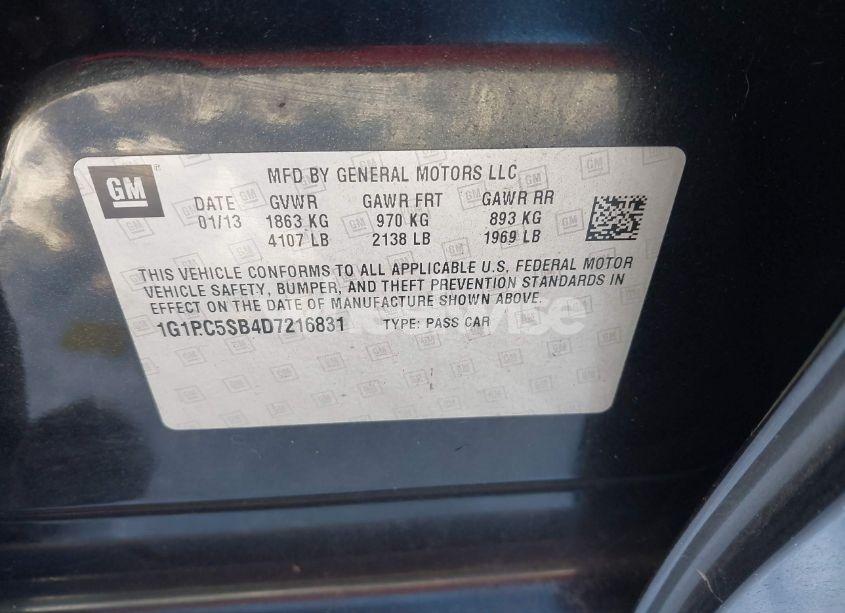 GM
MFD BY GENERAL MOTORS LLC
DATE GVWR GAWR FRT GAWR RR
01/13 1863 KG 970 KG 893 KG
4107 LB 2138 LB 1969 LB
THIS VEHICLE CONFORMS TO ALL APPLICABLE U.S. FEDERAL MOTOR
VEHICLE SAFETY, BUMPER, AND THEFT PREVENTION STANDARDS IN
EFFECT ON THE DATE OF MANUFACTURE SHOWN ABOVE.
1G1PC5SB4D7216831 TYPE: PASS CAR